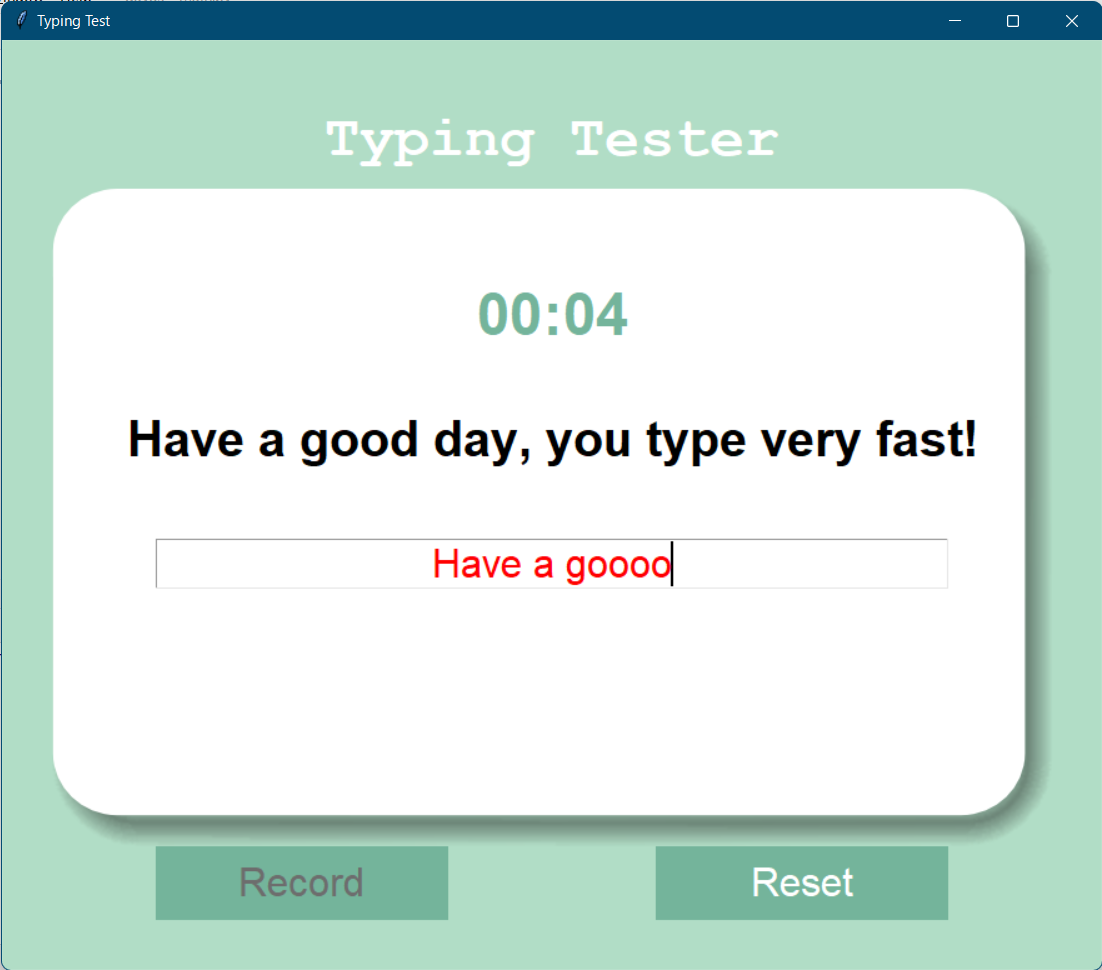 Typing Test
Typing Tester
00:04
Have a good day, you type very fast!
Have a goooo
Record
Reset